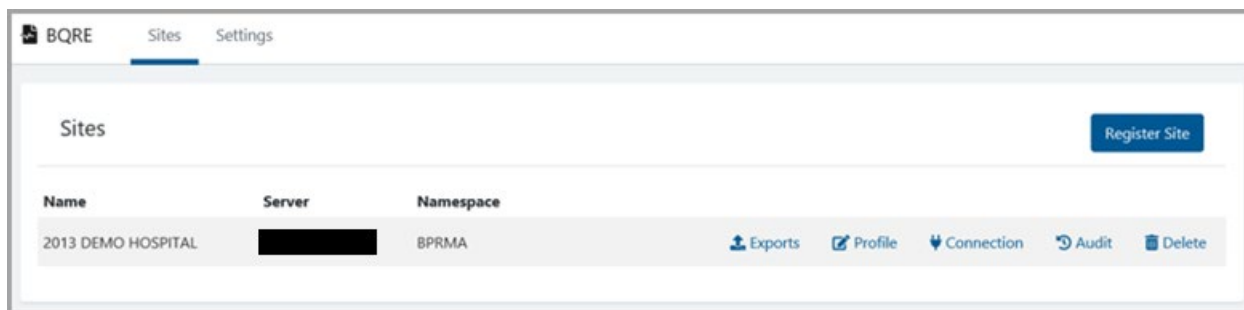 BQRE Sites Settings
Sites
Register Site
Name Server Namespace
2013 DEMO HOSPITAL BPRMA Exports Profile Connection Audit Delete